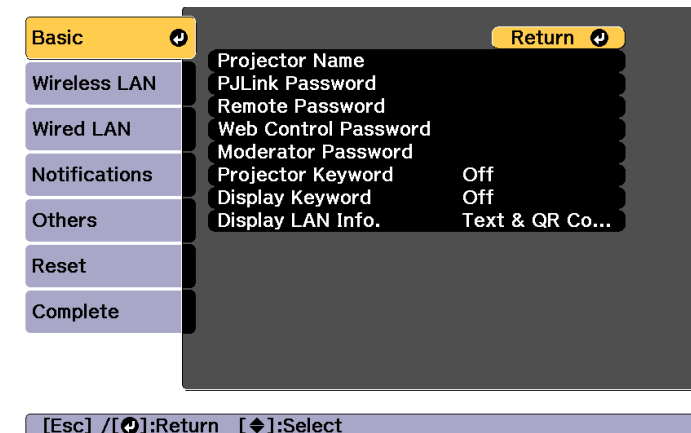 Basic
Return
Projector Name
Wireless LAN
PJLink Password
Remote Password
Wired LAN
Web Control Password
Moderator Password
Notifications
Projector Keyword Off
Display Keyword Off
Others
Display LAN Info. Text & QR Co...
Reset
Complete
[Esc] /[]:Return []:Select